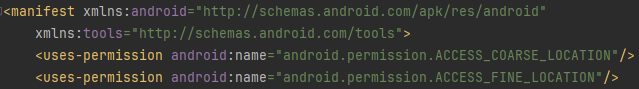 <manifest xmlns:android="http://schemas.android.com/apk/res/android"
xmlns:tools="http://schemas.android.com/tools">
<uses-permission android:name="android.permission.ACCESS_COARSE_LOCATION"/>
<uses-permission android:name="android.permission.ACCESS_FINE_LOCATION"/>